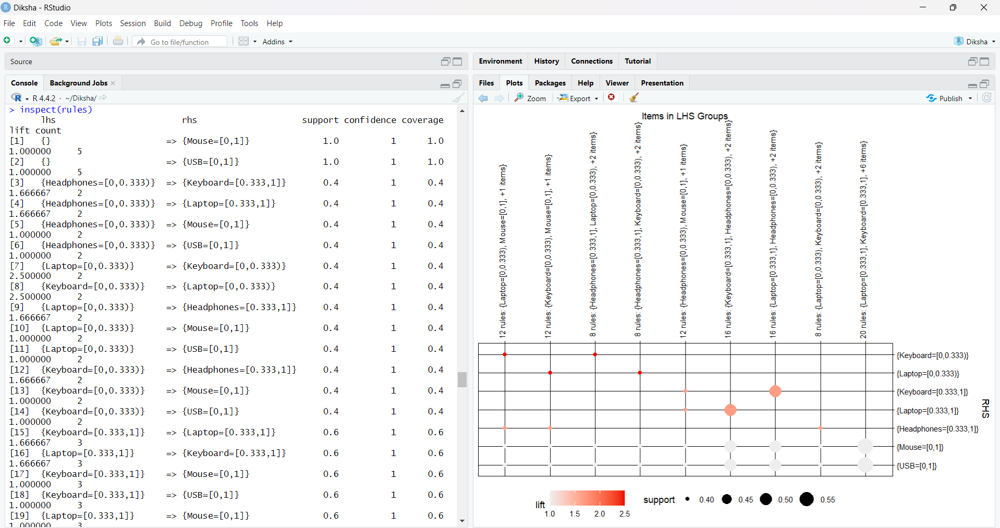 Diksha - RStudio
File Edit Code View Plots Session Build Debug Profile Tools Help
Go to file/function Addins Diksha
Source
Console Background Jobs
R 4.4.2 · ~/Diksha/
> inspect(rules)
lhs rhs support confidence coverage
lift count
[1] {} => {Mouse=[0,1]} 1.0 1 1.0
1.000000 5
[2] {} => {USB=[0,1]} 1.0 1 1.0
1.000000 5
[3] {Headphones=[0,0.333)} => {Keyboard=[0.333,1]} 0.4 1 0.4
1.666667 2
[4] {Headphones=[0,0.333)} => {Laptop=[0.333,1]} 0.4 1 0.4
1.666667 2
[5] {Headphones=[0,0.333)} => {Mouse=[0,1]} 0.4 1 0.4
1.000000 2
[6] {Headphones=[0,0.333)} => {USB=[0,1]} 0.4 1 0.4
1.000000 2
[7] {Laptop=[0,0.333)} => {Keyboard=[0,0.333)} 0.4 1 0.4
2.500000 2
[8] {Keyboard=[0,0.333)} => {Laptop=[0,0.333)} 0.4 1 0.4
2.500000 2
[9] {Laptop=[0,0.333)} => {Headphones=[0.333,1]} 0.4 1 0.4
1.666667 2
[10] {Laptop=[0,0.333)} => {Mouse=[0,1]} 0.4 1 0.4
1.000000 2
[11] {Laptop=[0,0.333)} => {USB=[0,1]} 0.4 1 0.4
1.000000 2
[12] {Keyboard=[0,0.333)} => {Headphones=[0.333,1]} 0.4 1 0.4
1.666667 2
[13] {Keyboard=[0,0.333)} => {Mouse=[0,1]} 0.4 1 0.4
1.000000 2
[14] {Keyboard=[0,0.333)} => {USB=[0,1]} 0.4 1 0.4
1.000000 2
[15] {Keyboard=[0.333,1]} => {Laptop=[0.333,1]} 0.6 1 0.6
1.666667 3
[16] {Laptop=[0.333,1]} => {Keyboard=[0.333,1]} 0.6 1 0.6
1.666667 3
[17] {Keyboard=[0.333,1]} => {Mouse=[0,1]} 0.6 1 0.6
1.000000 3
[18] {Keyboard=[0.333,1]} => {USB=[0,1]} 0.6 1 0.6
1.000000 3
[19] {Laptop=[0.333,1]} => {Mouse=[0,1]} 0.6 1 0.6
1.000000 3
Environment History Connections Tutorial
Files Plots Packages Help Viewer Presentation
Zoom Export Publish
Items in LHS Groups
12 rules: {Laptop=[0,0.333), Mouse=[0,1], +1 items}
12 rules: {Keyboard=[0,0.333), Mouse=[0,1], +1 items}
8 rules: {Headphones=[0.333,1], Laptop=[0,0.333), +2 items}
8 rules: {Headphones=[0.333,1], Keyboard=[0,0.333), +2 items}
12 rules: {Headphones=[0,0.333), Mouse=[0,1], +1 items}
16 rules: {Keyboard=[0.333,1], Headphones=[0,0.333), +2 items}
16 rules: {Laptop=[0.333,1], Headphones=[0,0.333), +2 items}
8 rules: {Laptop=[0,0.333), Keyboard=[0,0.333), +2 items}
20 rules: {Laptop=[0.333,1], Keyboard=[0.333,1], +6 items}
{Keyboard=[0,0.333)}
{Laptop=[0,0.333)}
{Keyboard=[0.333,1]}
{Laptop=[0.333,1]}
{Headphones=[0.333,1]}
{Mouse=[0,1]}
{USB=[0,1]}
RHS
lift
1.0 1.5 2.0 2.5
support 0.40 0.45 0.50 0.55